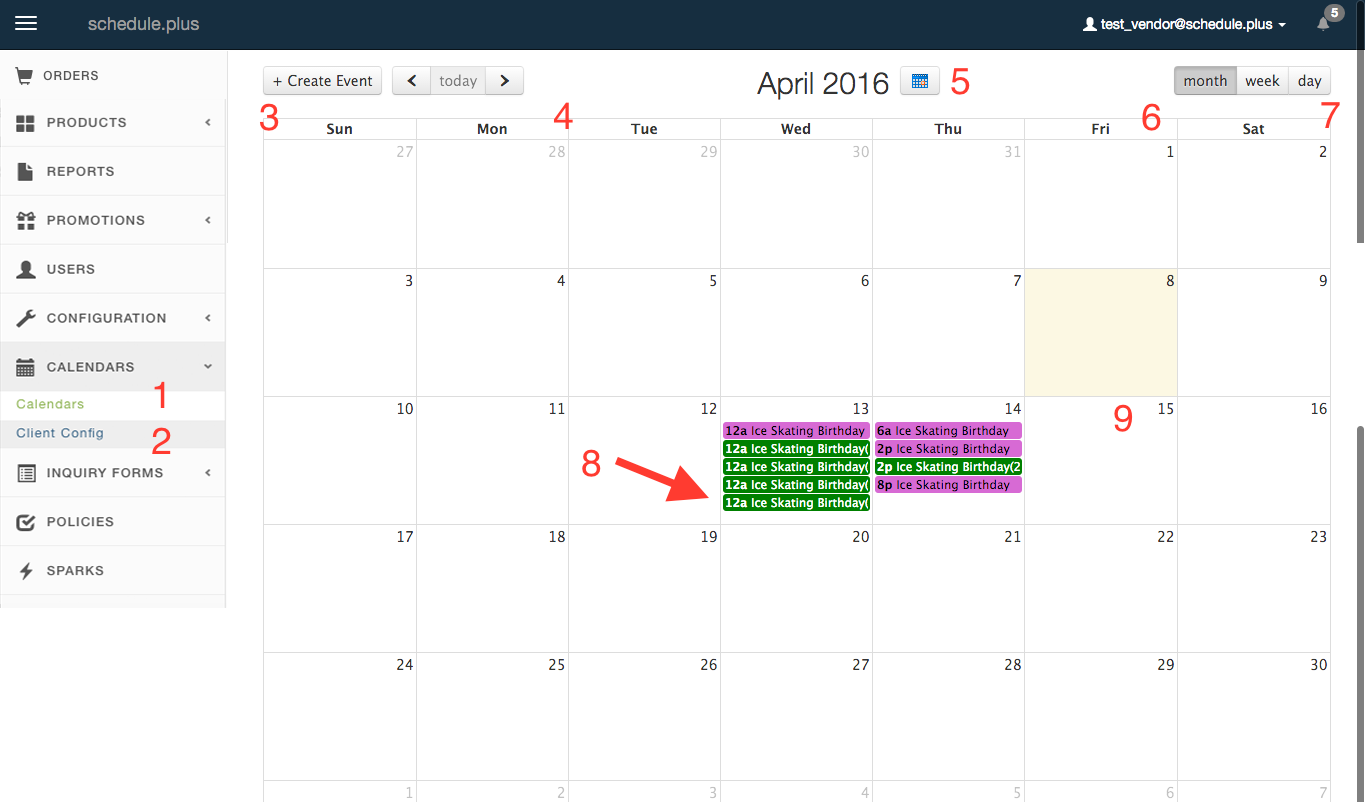 schedule.plus
test_vendor@schedule.plus
5
ORDERS
PRODUCTS
REPORTS
PROMOTIONS
USERS
CONFIGURATION
CALENDARS
Calendars 1
Client Config 2
INQUIRY FORMS
POLICIES
SPARKS
+ Create Event today April 2016 5 month week day
3 4 6 7
Sun Mon Tue Wed Thu Fri Sat
27 28 29 30 31 1 2
3 4 5 6 7 8 9
10 11 12 13 14 15 16
9
12a Ice Skating Birthday 6a Ice Skating Birthday
12a Ice Skating Birthday( 2p Ice Skating Birthday
8 12a Ice Skating Birthday( 2p Ice Skating Birthday(2
12a Ice Skating Birthday( 8p Ice Skating Birthday
12a Ice Skating Birthday(
17 18 19 20 21 22 23
24 25 26 27 28 29 30
1 2 3 4 5 6 7